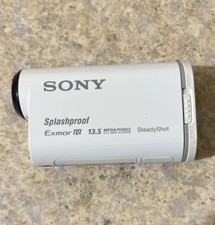 SONY
Splashproof
Exmor R 13.5 MEGA PIXELS SteadyShot